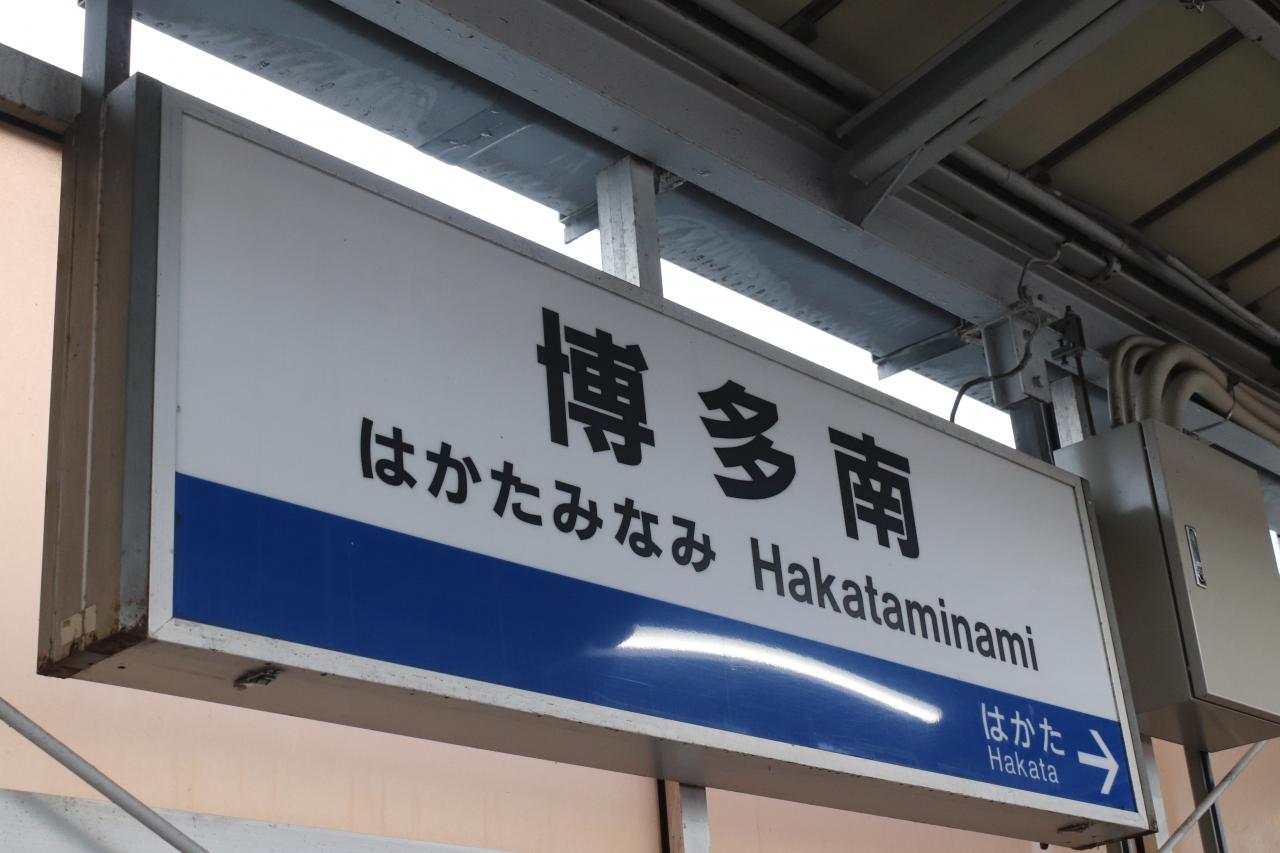 博多南
はかたみなみ Hakataminami
はかた
Hakata →